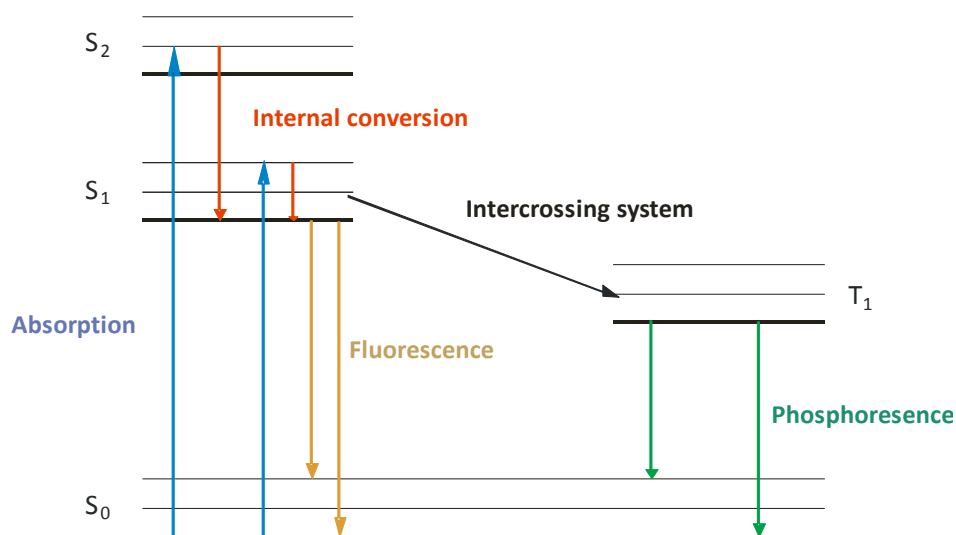 S₂
Internal conversion
S₁
Intercrossing system
T₁
Absorption
Fluorescence
Phosphoresence
S₀